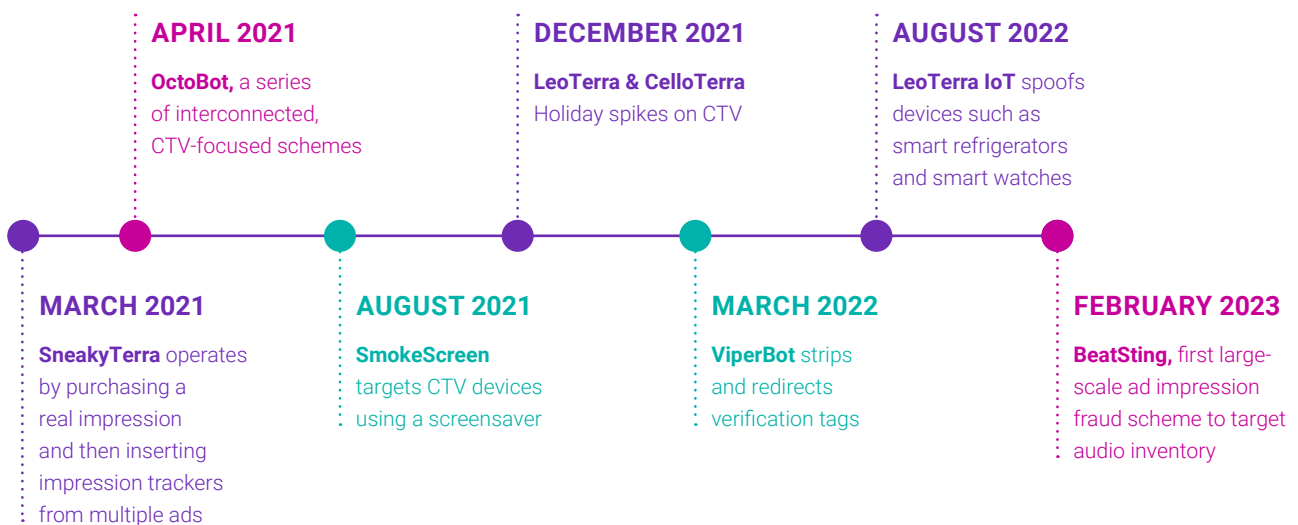 APRIL 2021
OctoBot, a series
of interconnected,
CTV-focused schemes
DECEMBER 2021
LeoTerra & CelloTerra
Holiday spikes on CTV
AUGUST 2022
LeoTerra IoT spoofs
devices such as
smart refrigerators
and smart watches
MARCH 2021
SneakyTerra operates
by purchasing a
real impression
and then inserting
impression trackers
from multiple ads
AUGUST 2021
SmokeScreen
targets CTV devices
using a screensaver
MARCH 2022
ViperBot strips
and redirects
verification tags
FEBRUARY 2023
BeatSting, first large-
scale ad impression
fraud scheme to target
audio inventory